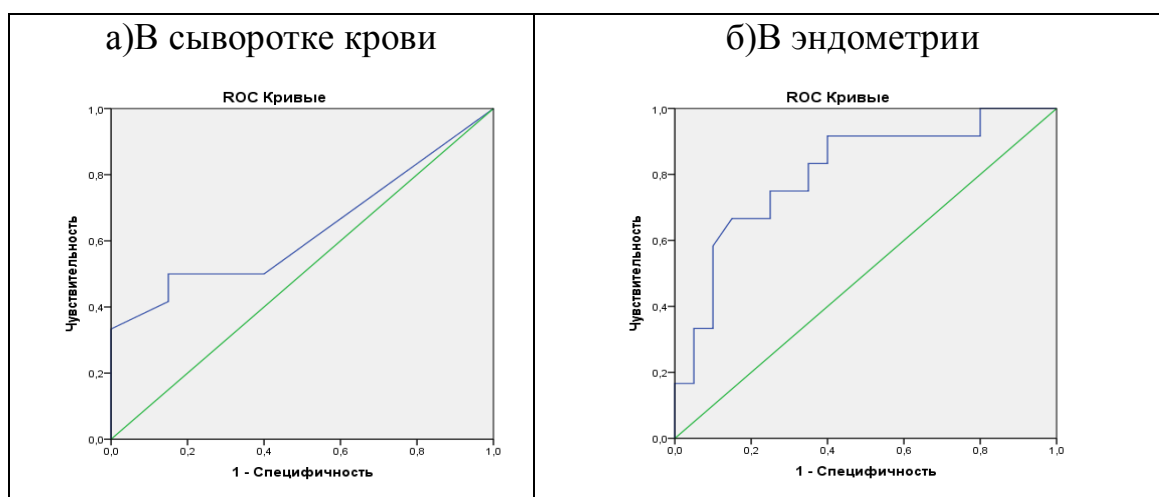 а)В сыворотке крови
ROC Кривые
Чувствительность
1,0
0,8
0,6
0,4
0,2
0,0
0,0 0,2 0,4 0,6 0,8 1,0
1 - Специфичность
б)В эндометрии
ROC Кривые
Чувствительность
1,0
0,8
0,6
0,4
0,2
0,0
0,0 0,2 0,4 0,6 0,8 1,0
1 - Специфичность